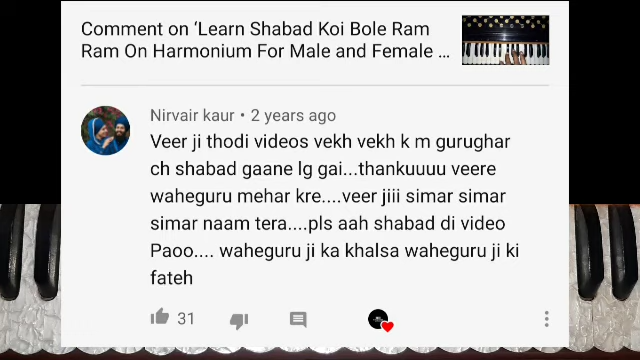 Comment on ‘Learn Shabad Koi Bole Ram
Ram On Harmonium For Male and Female ...
Nirvair kaur • 2 years ago
Veer ji thodi videos vekh vekh k m gurughar
ch shabad gaane lg gai...thankuuuu veere
waheguru mehar kre....veer jiii simar simar
simar naam tera....pls aah shabad di video
Paoo.... waheguru ji ka khalsa waheguru ji ki
fateh
31